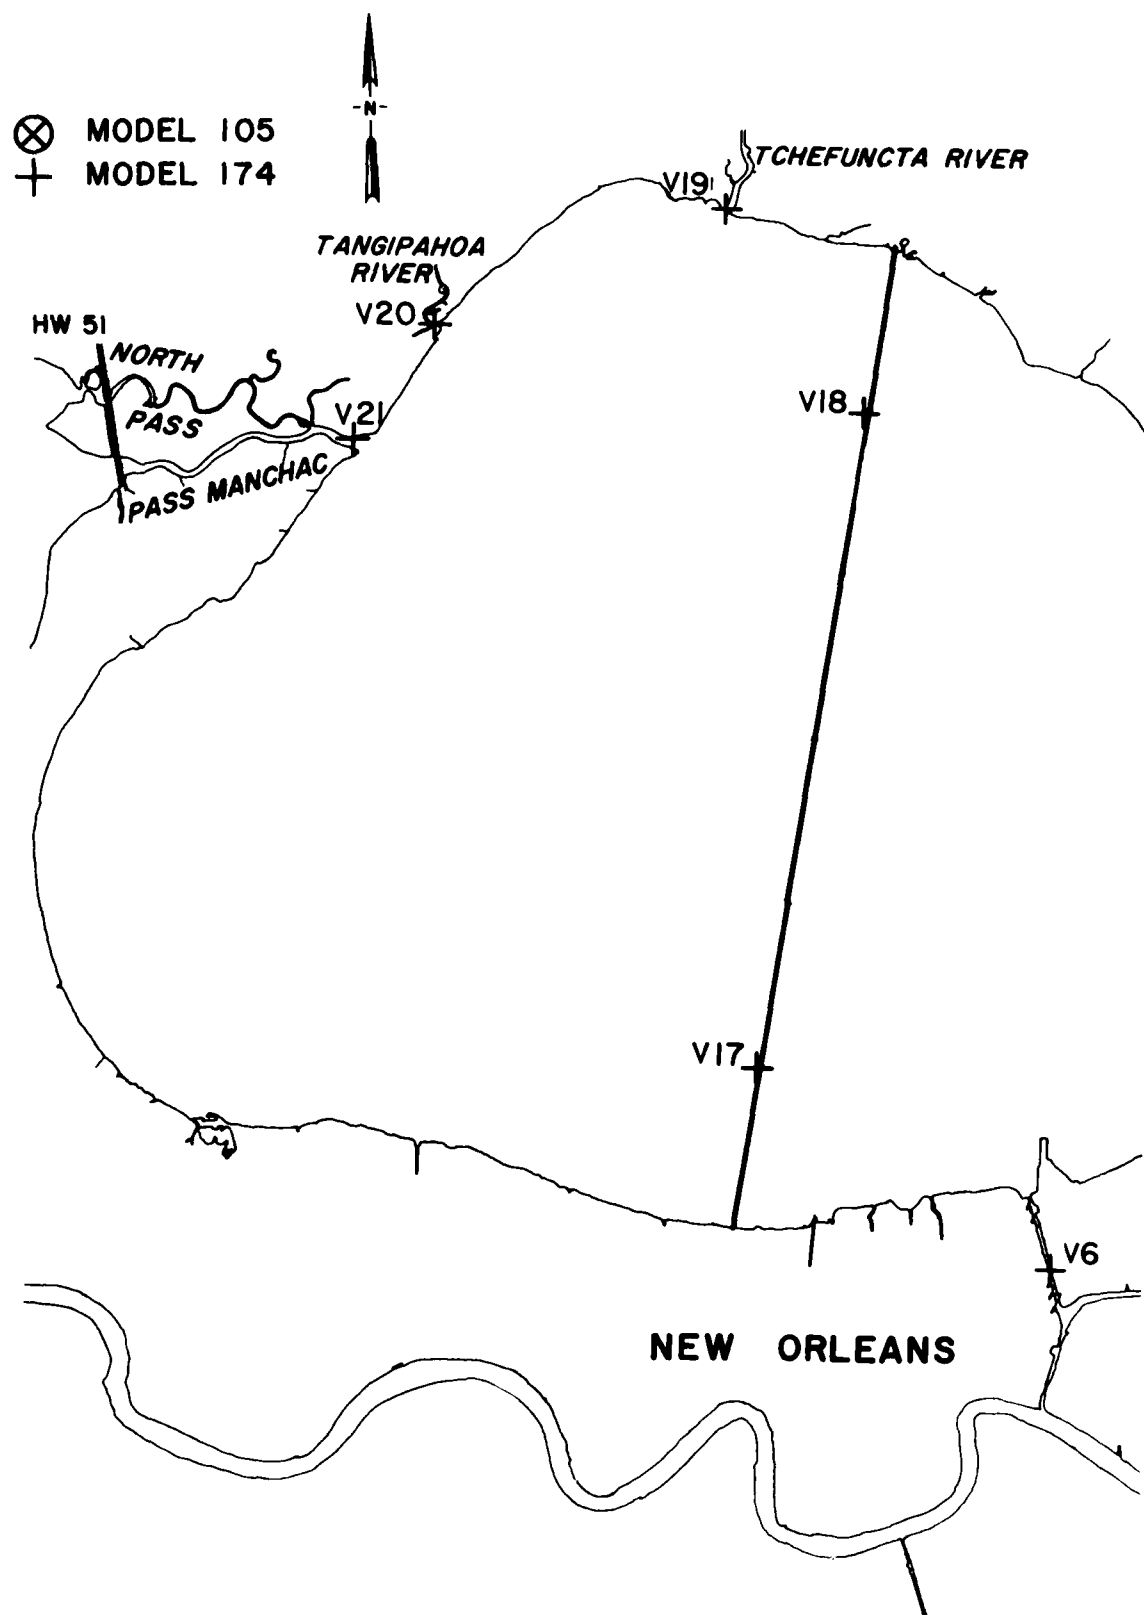 N
MODEL 105
MODEL 174
V19
TCHEFUNCTA RIVER
TANGIPAHOA
RIVER
V20
HW 51
NORTH
PASS
V21
PASS MANCHAC
V18
V17
V6
NEW ORLEANS